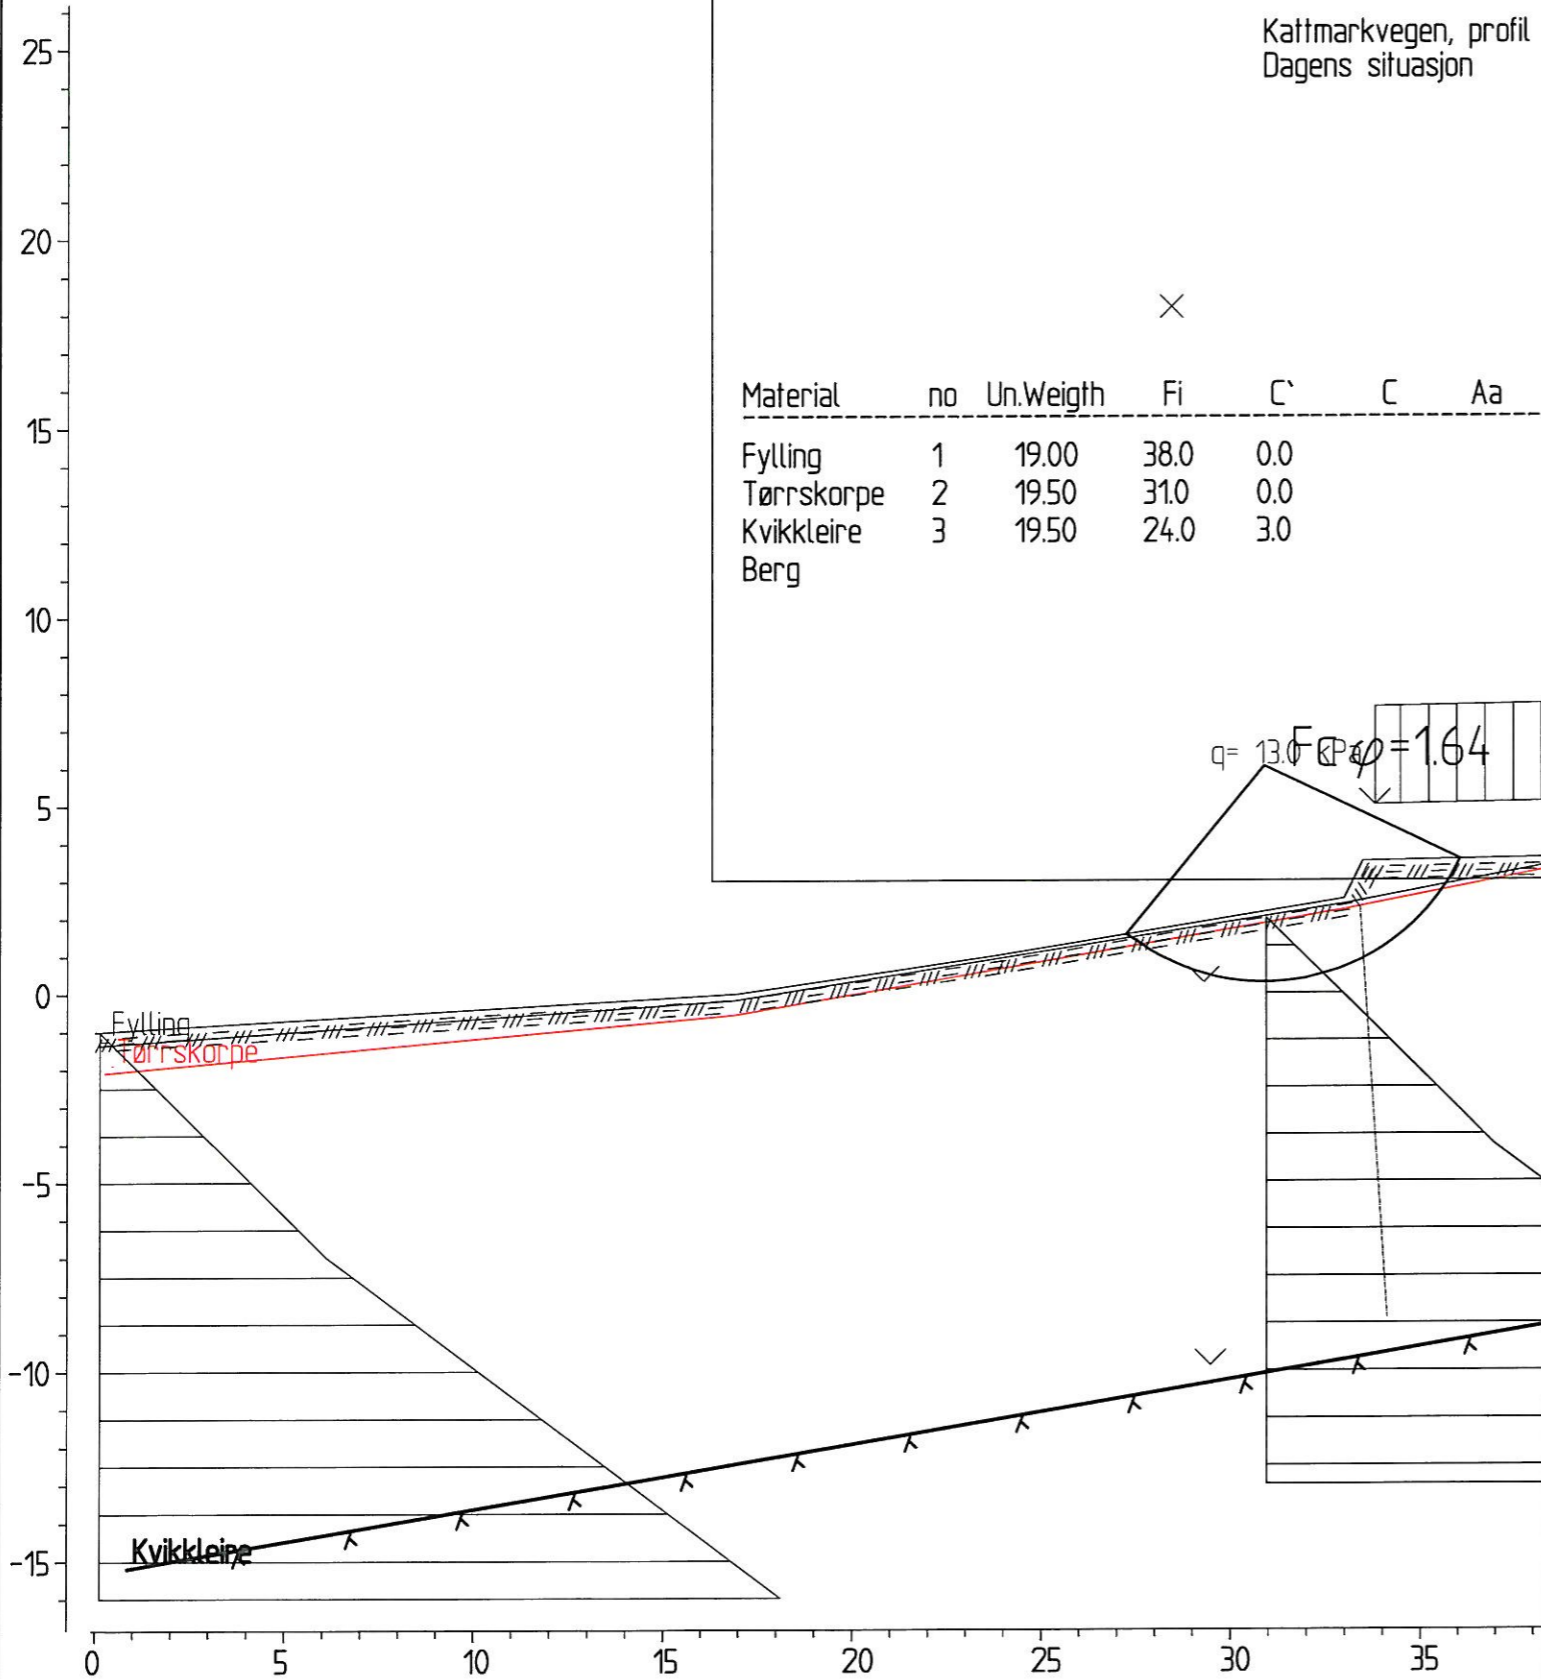 Kattmarkvegen, profil
Dagens situasjon
Material no Un.Weigth Fi C` C Aa
Fylling 1 19.00 38.0 0.0
Tørrskorpe 2 19.50 31.0 0.0
Kvikkleire 3 19.50 24.0 3.0
Berg
q= 13.0 kPa
Fcφ=1.64
Fylling
Tørrskorpe
Kvikkleire
25
20
15
10
5
0
-5
-10
-15
0 5 10 15 20 25 30 35